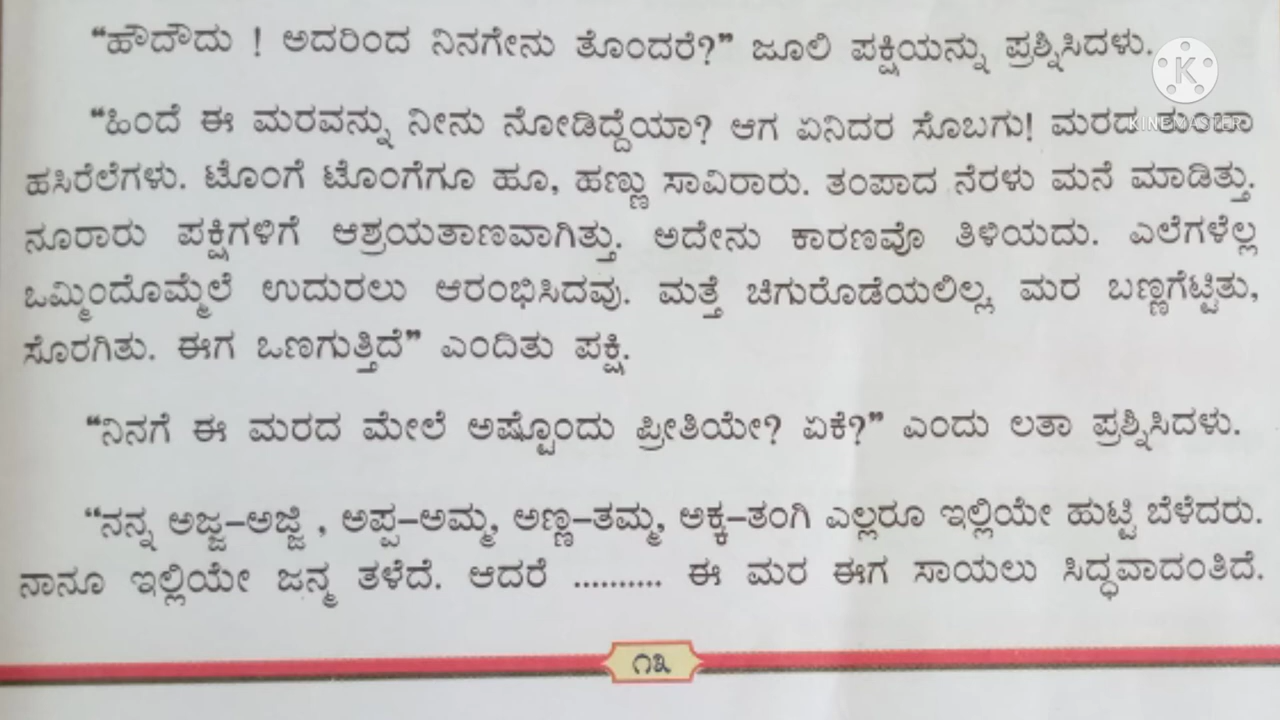 “ಹೌದೌದು ! ಅದರಿಂದ ನಿನಗೇನು ತೊಂದರೆ?” ಜೂಲಿ ಪಕ್ಷಿಯನ್ನು ಪ್ರಶ್ನಿಸಿದಳು.
K
KINEMASTER
“ಹಿಂದೆ ಈ ಮರವನ್ನು ನೀನು ನೋಡಿದ್ದೆಯಾ? ಆಗ ಏನಿದರ ಸೊಬಗು! ಮರದ
ಹಸಿರೆಲೆಗಳು. ಟೊಂಗೆ ಟೊಂಗೆಗೂ ಹೂ, ಹಣ್ಣು ಸಾವಿರಾರು. ತಂಪಾದ ನೆರಳು ಮನೆ ಮಾಡಿತ್ತು.
ನೂರಾರು ಪಕ್ಷಿಗಳಿಗೆ ಆಶ್ರಯತಾಣವಾಗಿತ್ತು. ಅದೇನು ಕಾರಣವೊ ತಿಳಿಯದು. ಎಲೆಗಳೆಲ್ಲ
ಒಮ್ಮಿಂದೊಮ್ಮೆಲೆ ಉದುರಲು ಆರಂಭಿಸಿದವು. ಮತ್ತೆ ಚಿಗುರೊಡೆಯಲಿಲ್ಲ. ಮರ ಬಣ್ಣಗೆಟ್ಟಿತು,
ಸೊರಗಿತು. ಈಗ ಒಣಗುತ್ತಿದೆ” ಎಂದಿತು ಪಕ್ಷಿ.
“ನಿನಗೆ ಈ ಮರದ ಮೇಲೆ ಅಷ್ಟೊಂದು ಪ್ರೀತಿಯೇ? ಏಕೆ?” ಎಂದು ಲತಾ ಪ್ರಶ್ನಿಸಿದಳು.
“ನನ್ನ ಅಜ್ಜ–ಅಜ್ಜಿ , ಅಪ್ಪ–ಅಮ್ಮ, ಅಣ್ಣ–ತಮ್ಮ, ಅಕ್ಕ–ತಂಗಿ ಎಲ್ಲರೂ ಇಲ್ಲಿಯೇ ಹುಟ್ಟಿ ಬೆಳೆದರು.
ನಾನೂ ಇಲ್ಲಿಯೇ ಜನ್ಮ ತಳೆದೆ. ಆದರೆ .......... ಈ ಮರ ಈಗ ಸಾಯಲು ಸಿದ್ಧವಾದಂತಿದೆ.
೧೩